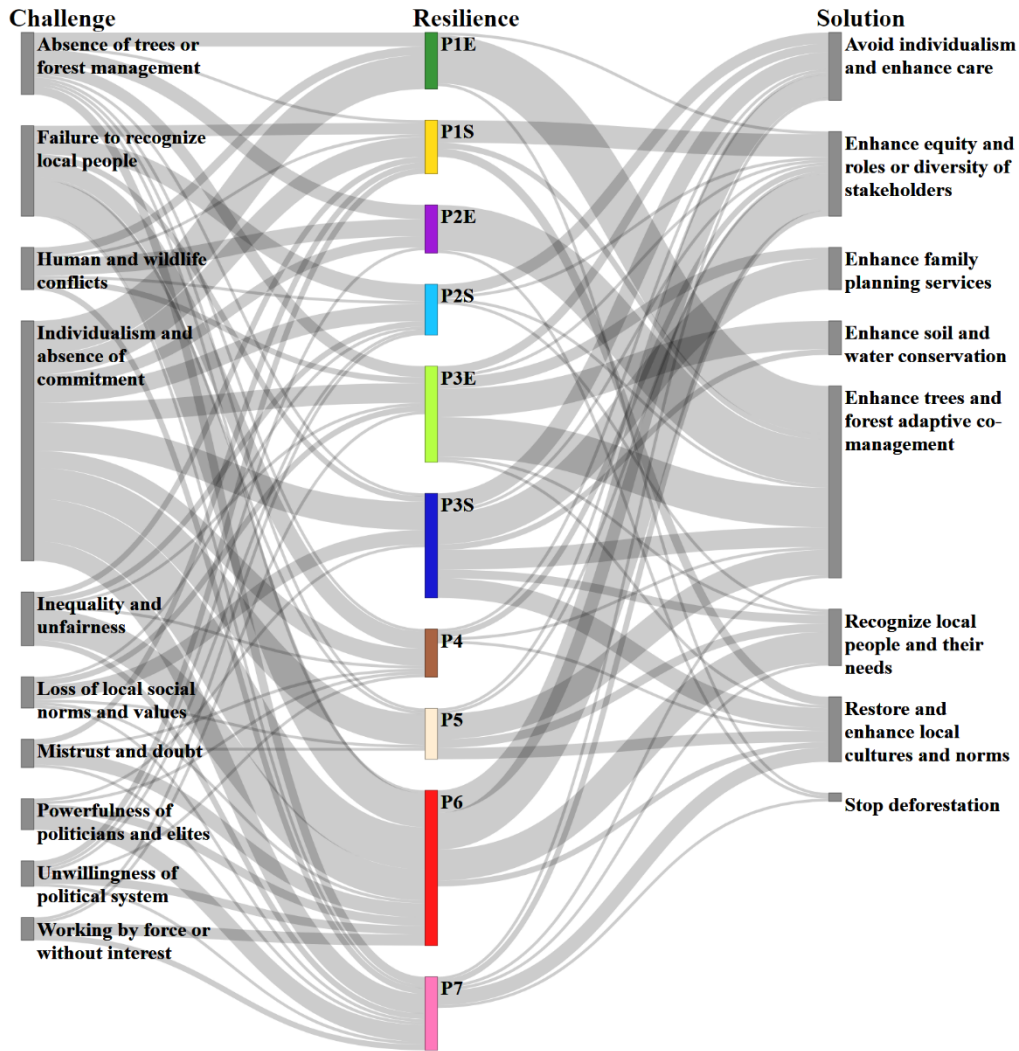 Challenge
Resilience
Solution
Absence of trees or
forest management
Failure to recognize
local people
Human and wildlife
conflicts
Individualism and
absence of
commitment
Inequality and
unfairness
Loss of local social
norms and values
Mistrust and doubt
Powerfulness of
politicians and elites
Unwillingness of
political system
Working by force or
without interest
P1E
P1S
P2E
P2S
P3E
P3S
P4
P5
P6
P7
Avoid individualism
and enhance care
Enhance equity and
roles or diversity of
stakeholders
Enhance family
planning services
Enhance soil and
water conservation
Enhance trees and
forest adaptive co-
management
Recognize local
people and their
needs
Restore and
enhance local
cultures and norms
Stop deforestation